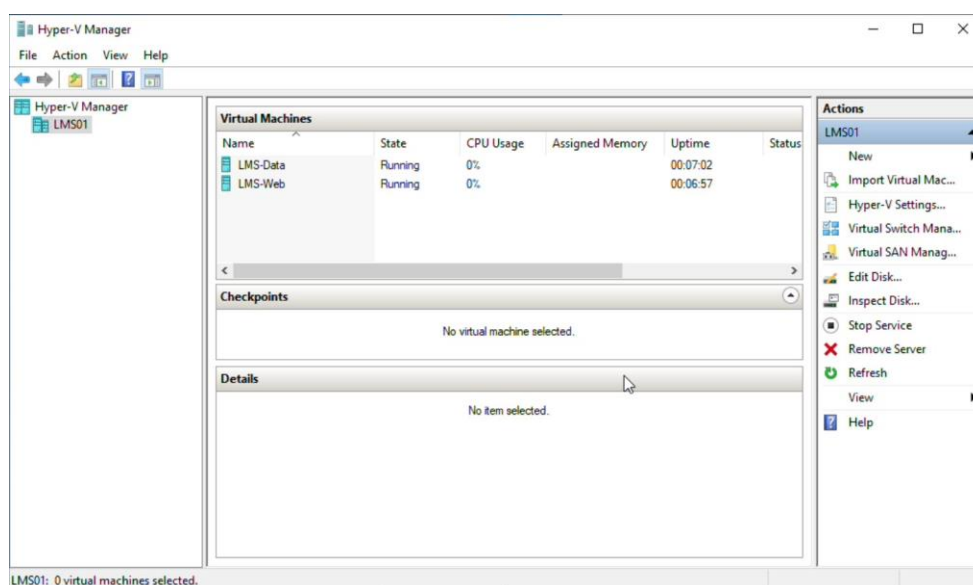 Hyper-V Manager
File Action View Help
Hyper-V Manager
LMS01
Virtual Machines
Name State CPU Usage Assigned Memory Uptime Status
LMS-Data Running 0% 00:07:02
LMS-Web Running 0% 00:06:57
Checkpoints
No virtual machine selected.
Details
No item selected.
Actions
LMS01
New
Import Virtual Mac...
Hyper-V Settings...
Virtual Switch Mana...
Virtual SAN Manag...
Edit Disk...
Inspect Disk...
Stop Service
Remove Server
Refresh
View
Help
LMS01: 0 virtual machines selected.